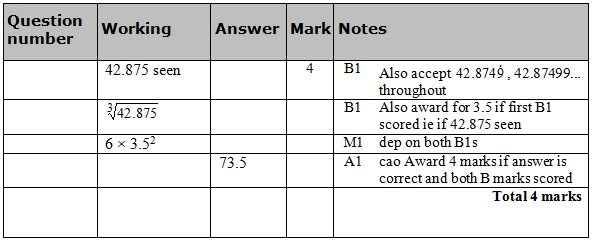 Question number Working Answer Mark Notes
42.875 seen 4 B1 Also accept 42.8749̇ , 42.87499...
throughout
∛42.875 B1 Also award for 3.5 if first B1
scored ie if 42.875 seen
6 × 3.5² M1 dep on both B1s
73.5 A1 cao Award 4 marks if answer is
correct and both B marks scored
Total 4 marks